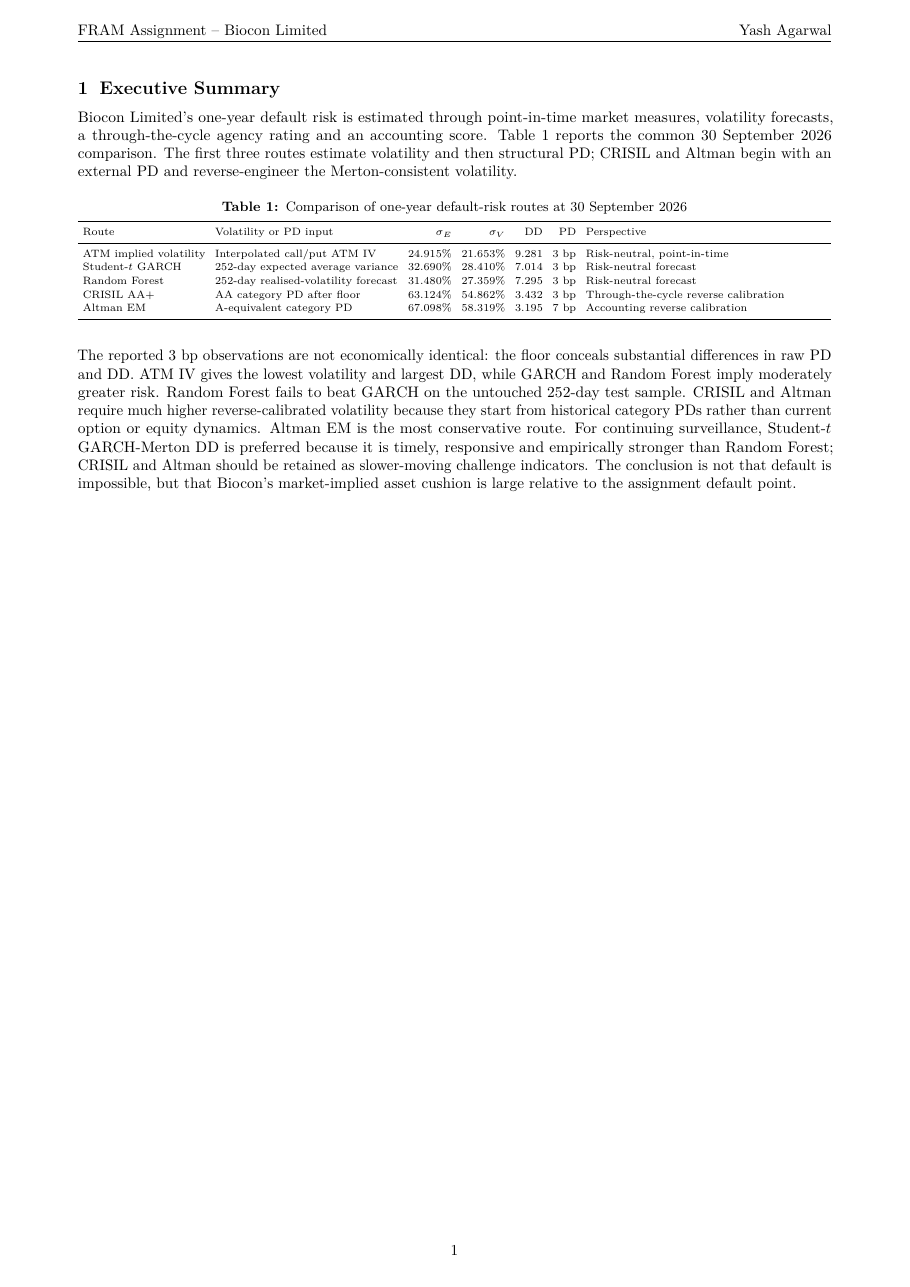 FRAM Assignment – Biocon Limited Yash Agarwal
1 Executive Summary
Biocon Limited's one-year default risk is estimated through point-in-time market measures, volatility forecasts,
a through-the-cycle agency rating and an accounting score. Table 1 reports the common 30 September 2026
comparison. The first three routes estimate volatility and then structural PD; CRISIL and Altman begin with an
external PD and reverse-engineer the Merton-consistent volatility.
Table 1: Comparison of one-year default-risk routes at 30 September 2026
Route Volatility or PD input σE σV DD PD Perspective
ATM implied volatility Interpolated call/put ATM IV 24.915% 21.653% 9.281 3 bp Risk-neutral, point-in-time
Student-t GARCH 252-day expected average variance 32.690% 28.410% 7.014 3 bp Risk-neutral forecast
Random Forest 252-day realised-volatility forecast 31.480% 27.359% 7.295 3 bp Risk-neutral forecast
CRISIL AA+ AA category PD after floor 63.124% 54.862% 3.432 3 bp Through-the-cycle reverse calibration
Altman EM A-equivalent category PD 67.098% 58.319% 3.195 7 bp Accounting reverse calibration
The reported 3 bp observations are not economically identical: the floor conceals substantial differences in raw PD
and DD. ATM IV gives the lowest volatility and largest DD, while GARCH and Random Forest imply moderately
greater risk. Random Forest fails to beat GARCH on the untouched 252-day test sample. CRISIL and Altman
require much higher reverse-calibrated volatility because they start from historical category PDs rather than current
option or equity dynamics. Altman EM is the most conservative route. For continuing surveillance, Student-t
GARCH-Merton DD is preferred because it is timely, responsive and empirically stronger than Random Forest;
CRISIL and Altman should be retained as slower-moving challenge indicators. The conclusion is not that default is
impossible, but that Biocon's market-implied asset cushion is large relative to the assignment default point.
1